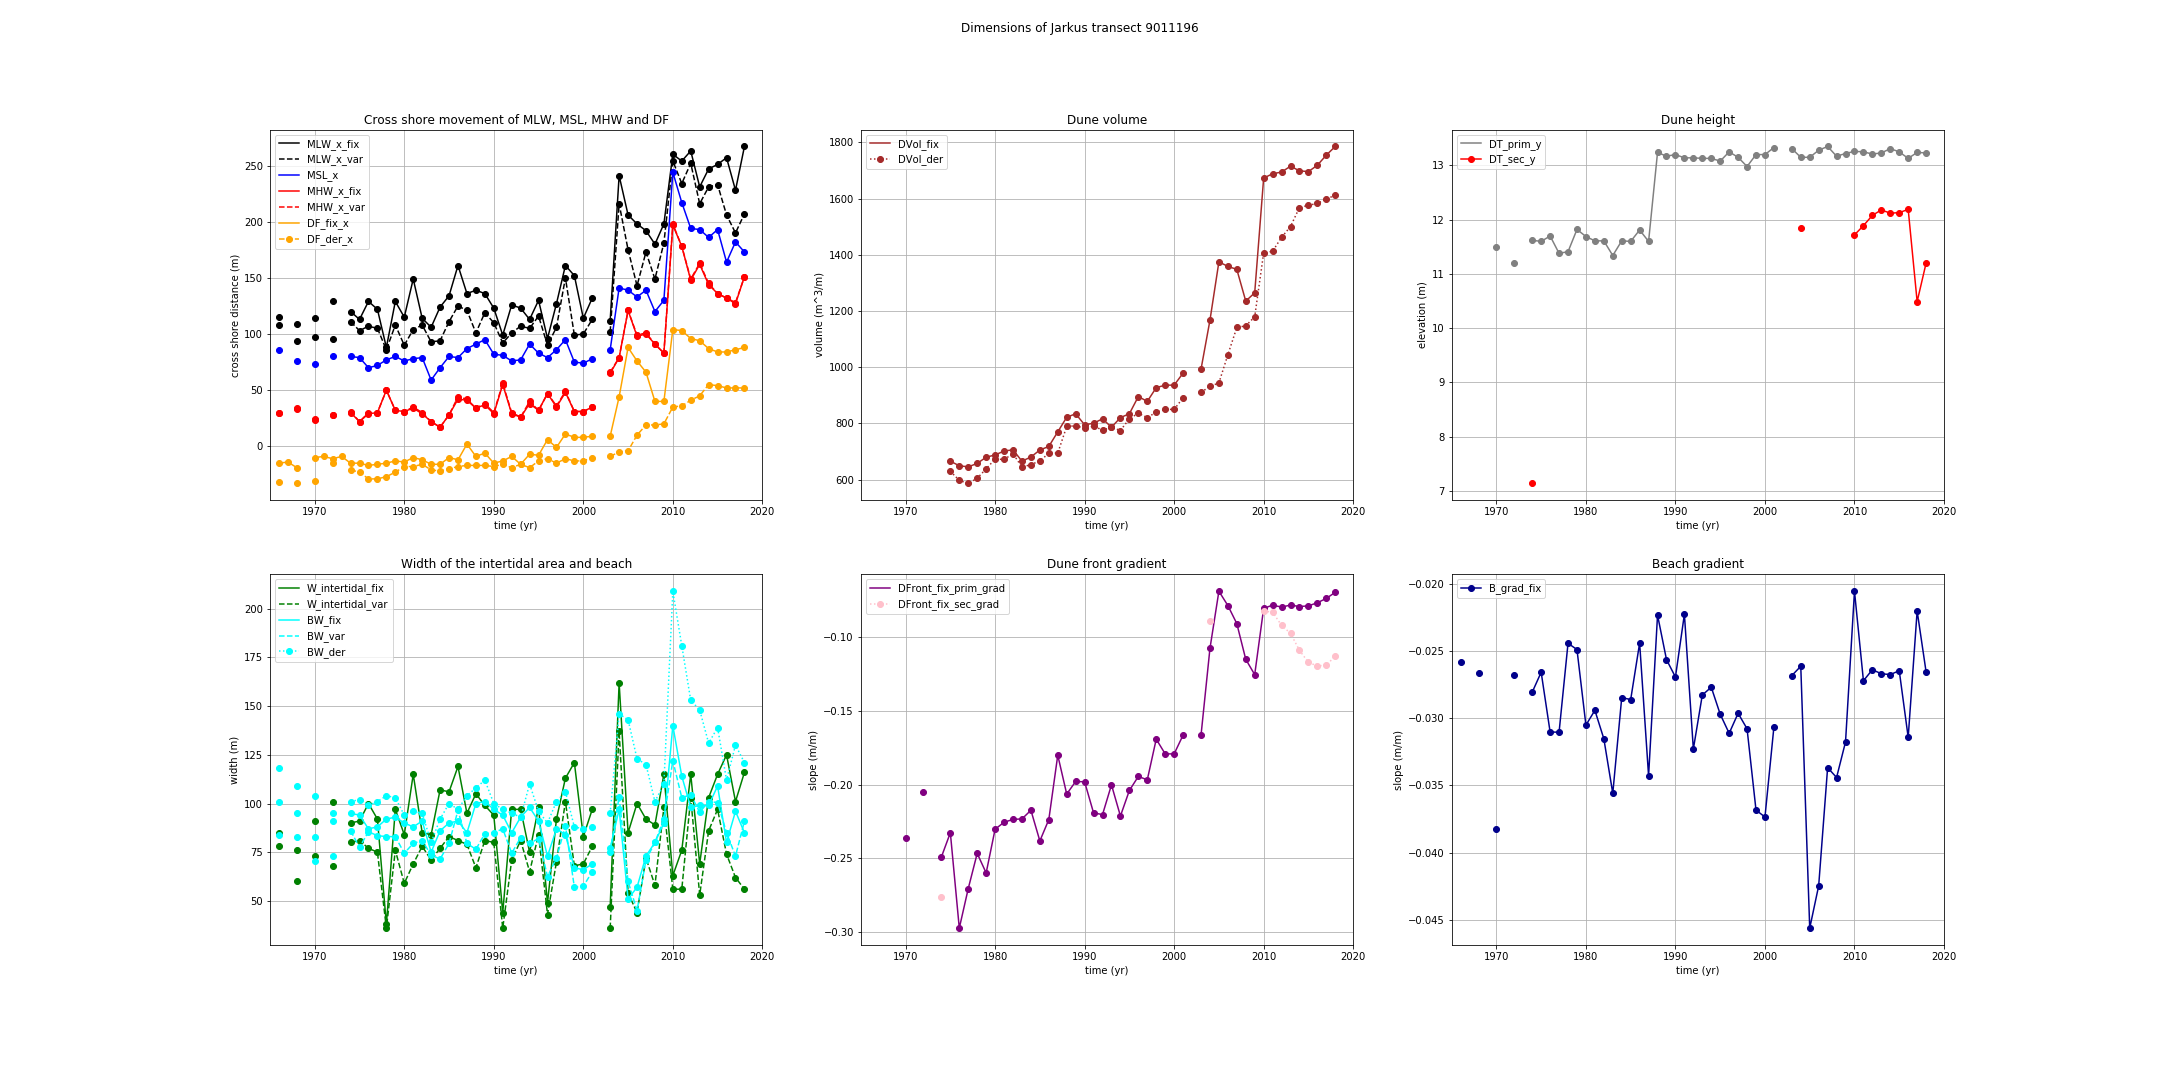 Dimensions of Jarkus transect 9011196
Cross shore movement of MLW, MSL, MHW and DF
MLW_x_fix
MLW_x_var
MSL_x
MHW_x_fix
MHW_x_var
DF_fix_x
DF_der_x
cross shore distance (m)
250
200
150
100
50
0
1970 1980 1990 2000 2010 2020
time (yr)
Dune volume
DVol_fix
DVol_der
volume (m^3/m)
1800
1600
1400
1200
1000
800
600
1970 1980 1990 2000 2010 2020
time (yr)
Dune height
DT_prim_y
DT_sec_y
elevation (m)
13
12
11
10
9
8
7
1970 1980 1990 2000 2010 2020
time (yr)
Width of the intertidal area and beach
W_intertidal_fix
W_intertidal_var
BW_fix
BW_var
BW_der
width (m)
200
175
150
125
100
75
50
1970 1980 1990 2000 2010 2020
time (yr)
Dune front gradient
DFront_fix_prim_grad
DFront_fix_sec_grad
slope (m/m)
−0.10
−0.15
−0.20
−0.25
−0.30
1970 1980 1990 2000 2010 2020
time (yr)
Beach gradient
B_grad_fix
slope (m/m)
−0.020
−0.025
−0.030
−0.035
−0.040
−0.045
1970 1980 1990 2000 2010 2020
time (yr)